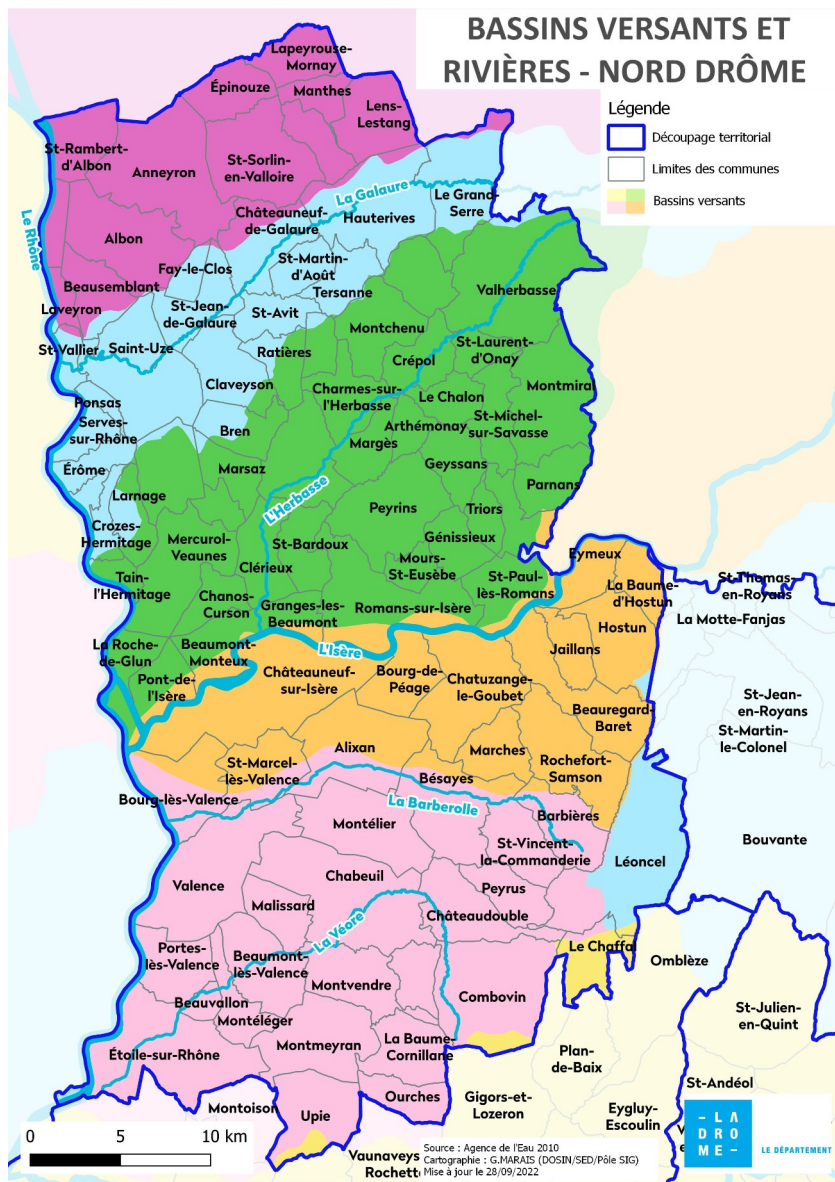 BASSINS VERSANTS ET
RIVIÈRES - NORD DRÔME
Légende
Découpage territorial
Limites des communes
Bassins versants
Lapeyrouse-
Mornay
Épinouze
Manthes
Lens-
Lestang
St-Rambert-
d'Albon
Anneyron
St-Sorlin-
en-Valloire
La Galaure
Le Grand-
Serre
Châteauneuf-
de-Galaure
Hauterives
Le Rhône
Albon
Fay-le-Clos
St-Martin-
d'Août
Beausemblant
Tersanne
Valherbasse
Laveyron
St-Jean-
de-Galaure
St-Avit
Montchenu
St-Vallier
Saint-Uze
Ratières
Crépol
St-Laurent-
d'Onay
Claveyson
Charmes-sur-
l'Herbasse
Le Chalon
Montmiral
Ponsas
Serves-
sur-Rhône
Bren
Arthémonay
St-Michel-
sur-Savasse
Margès
Érôme
Marsaz
Geyssans
Parnans
Larnage
L'Herbasse
Peyrins
Triors
Crozes-
Hermitage
Mercurol-
Veaunes
St-Bardoux
Génissieux
Eymeux
Clérieux
Mours-
St-Eusèbe
Tain-
l'Hermitage
Chanos-
Curson
St-Paul-
lès-Romans
La Baume-
d'Hostun
St-Thomas-
en-Royans
Granges-les-
Beaumont
Romans-sur-Isère
La Motte-Fanjas
Hostun
La Roche-
de-Glun
Beaumont-
Monteux
L'Isère
Jaillans
Pont-de-
l'Isère
Châteauneuf-
sur-Isère
Bourg-de-
Péage
Chatuzange-
le-Goubet
St-Jean-
en-Royans
Beauregard-
Baret
St-Martin-
le-Colonel
Alixan
Marches
St-Marcel-
lès-Valence
Rochefort-
Samson
Bésayes
Bourg-lès-Valence
La Barberolle
Barbières
Montélier
St-Vincent-
la-Commanderie
Bouvante
Léoncel
Valence
Chabeuil
Peyrus
Malissard
Châteaudouble
La Véore
Portes-
lès-Valence
Beaumont-
lès-Valence
Le Chaffal
Omblèze
Montvendre
Combovin
Beauvallon
Montéléger
St-Julien-
en-Quint
Étoile-sur-Rhône
Montmeyran
La Baume-
Cornillane
Plan-
de-Baix
St-Andéol
Ourches
Gigors-et-
Lozeron
Montoison
Upie
Eygluy-
Escoulin
Vaunaveys
Rochette
0 5 10 km
Source : Agence de l'Eau 2010
Cartographie : G.MARAIS (DOSIN/SED/Pôle SIG)
Mise à jour le 28/09/2022
- LA
DRO
ME -
LE DÉPARTEMENT